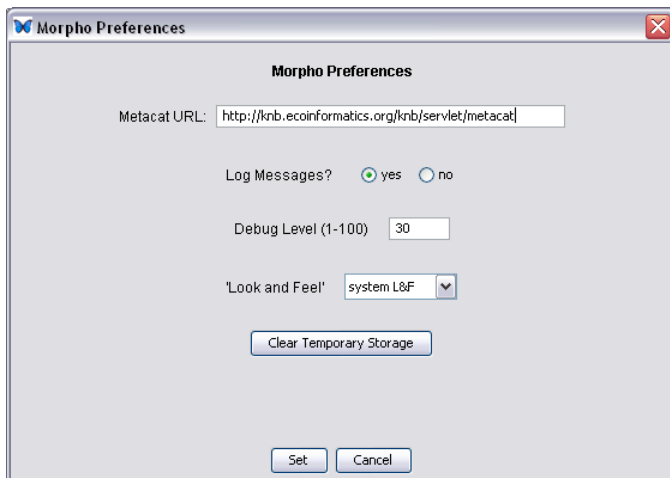 Morpho Preferences
Morpho Preferences
Metacat URL: http://knb.ecoinformatics.org/knb/servlet/metacat
Log Messages? yes no
Debug Level (1-100) 30
'Look and Feel' system L&F
Clear Temporary Storage
Set Cancel